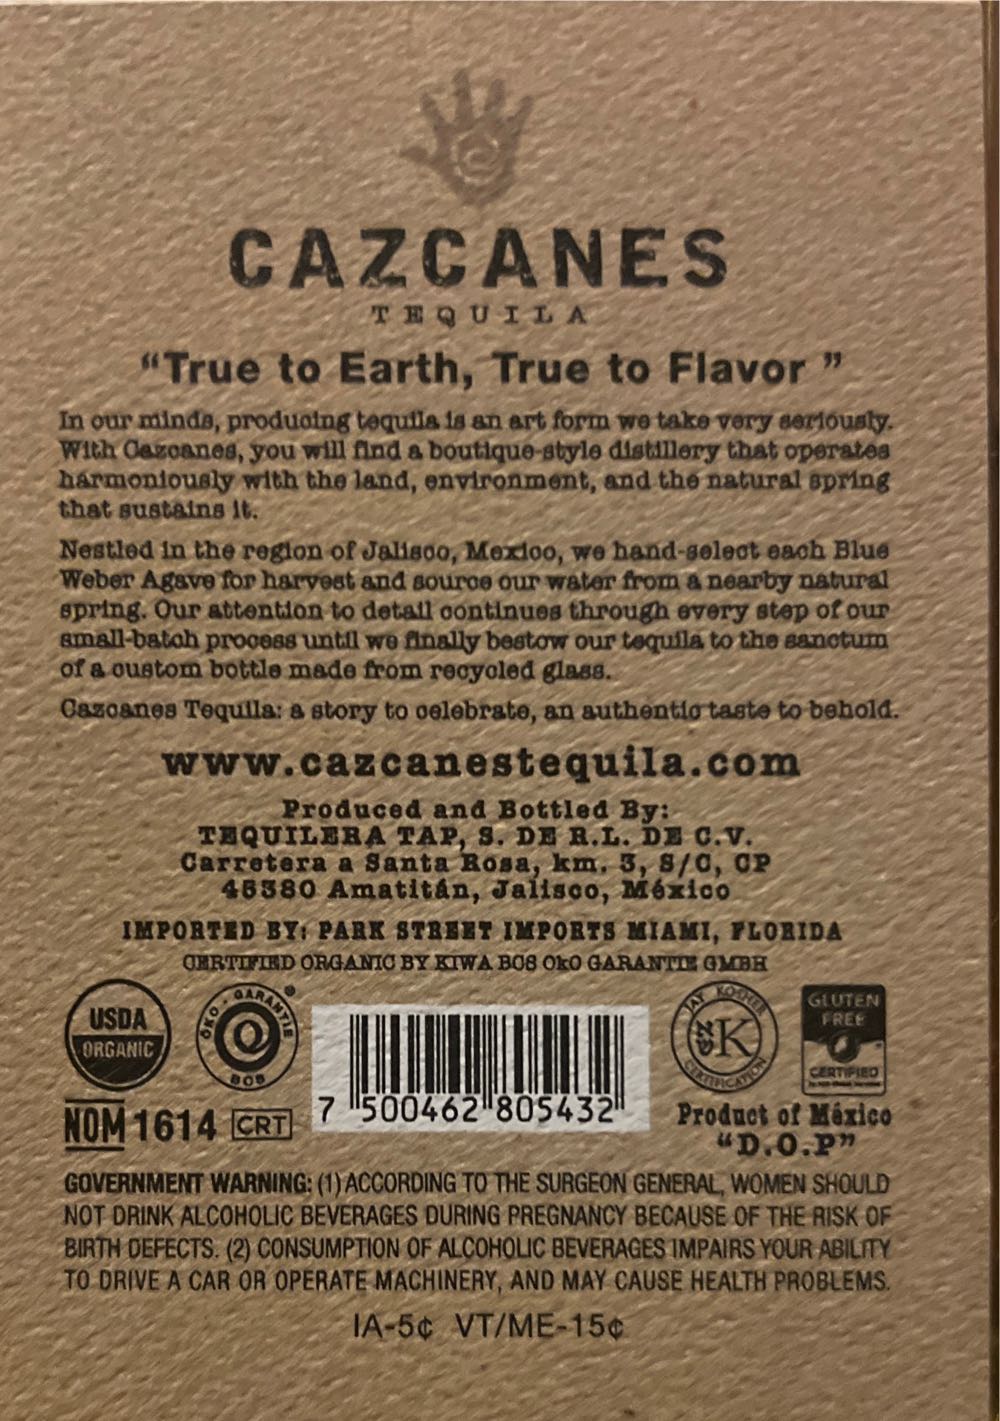 CAZCANES
TEQUILA
“True to Earth, True to Flavor ”
In our minds, producing tequila is an art form we take very seriously.
With Cazcanes, you will find a boutique-style distillery that operates
harmoniously with the land, environment, and the natural spring
that sustains it.
Nestled in the region of Jalisco, Mexico, we hand-select each Blue
Weber Agave for harvest and source our water from a nearby natural
spring. Our attention to detail continues through every step of our
small-batch process until we finally bestow our tequila to the sanctum
of a custom bottle made from recycled glass.
Cazcanes Tequila: a story to celebrate, an authentic taste to behold.
www.cazcanestequila.com
Produced and Bottled By:
TEQUILERA TAP, S. DE R.L. DE C.V.
Carretera a Santa Rosa, km. 3, S/C, CP
45380 Amatitán, Jalisco, México
IMPORTED BY: PARK STREET IMPORTS MIAMI, FLORIDA
CERTIFIED ORGANIC BY KIWA BCS OkO GARANTIE GMBH
USDA
ORGANIC
ÖKO - GARANTIE ®
BCS
7 500462 805432
JAY KOSHER
K
CERTIFICATION
GLUTEN
FREE
CERTIFIED
NOM 1614 CRT
Product of México
“D.O.P”
GOVERNMENT WARNING: (1) ACCORDING TO THE SURGEON GENERAL, WOMEN SHOULD
NOT DRINK ALCOHOLIC BEVERAGES DURING PREGNANCY BECAUSE OF THE RISK OF
BIRTH DEFECTS. (2) CONSUMPTION OF ALCOHOLIC BEVERAGES IMPAIRS YOUR ABILITY
TO DRIVE A CAR OR OPERATE MACHINERY, AND MAY CAUSE HEALTH PROBLEMS.
IA-5¢ VT/ME-15¢